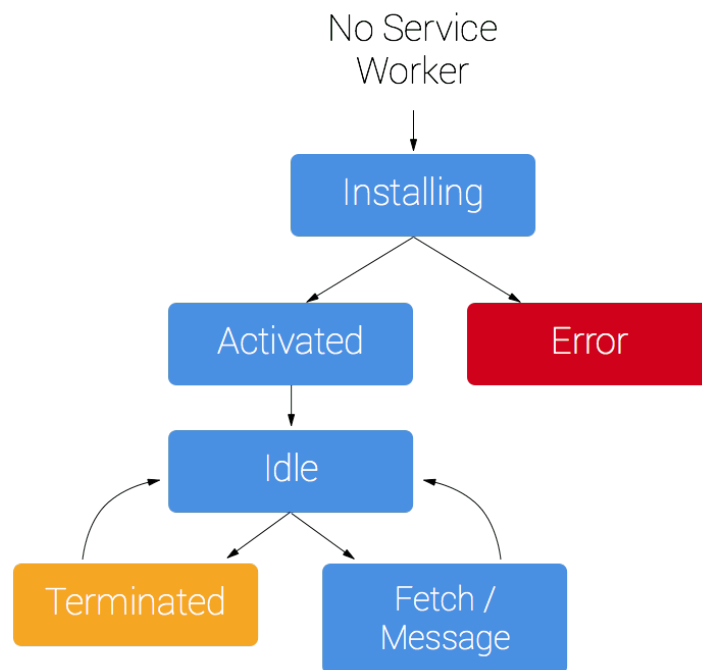 No Service
Worker
Installing
Activated
Error
Idle
Terminated
Fetch /
Message